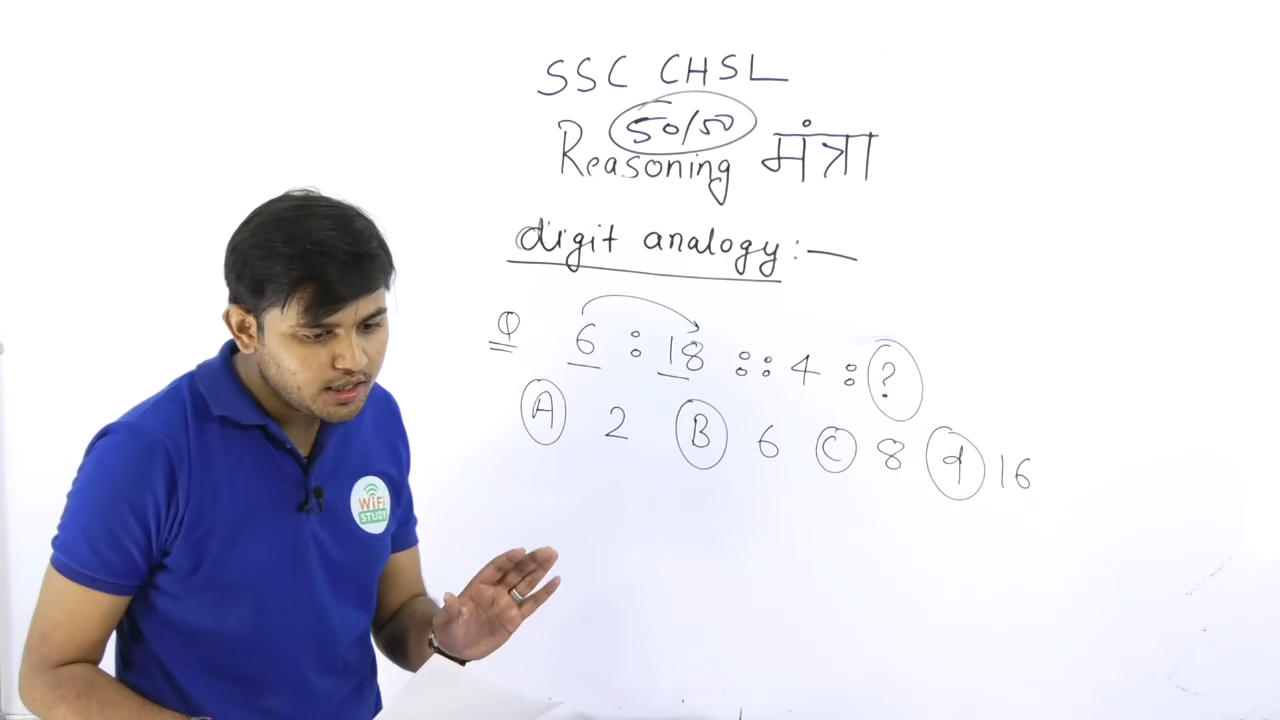 SSC CHSL
50/50
Reasoning मंत्रा
digit analogy :—
Q 6 : 18 :: 4 : ?
A 2 B 6 C 8 d 16
WiFi
STUDY